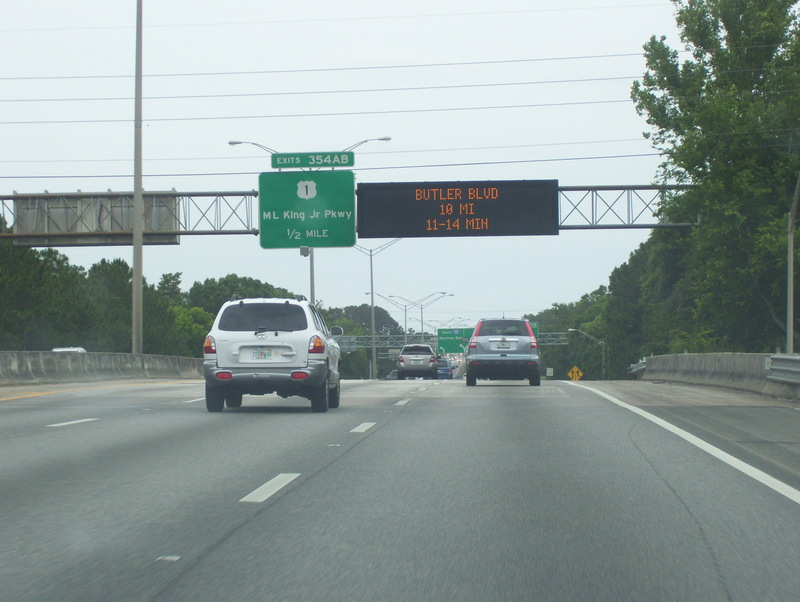 EXITS 354AB
1
M L King Jr Pkwy
1/2 MILE
BUTLER BLVD
10 MI
11-14 MIN